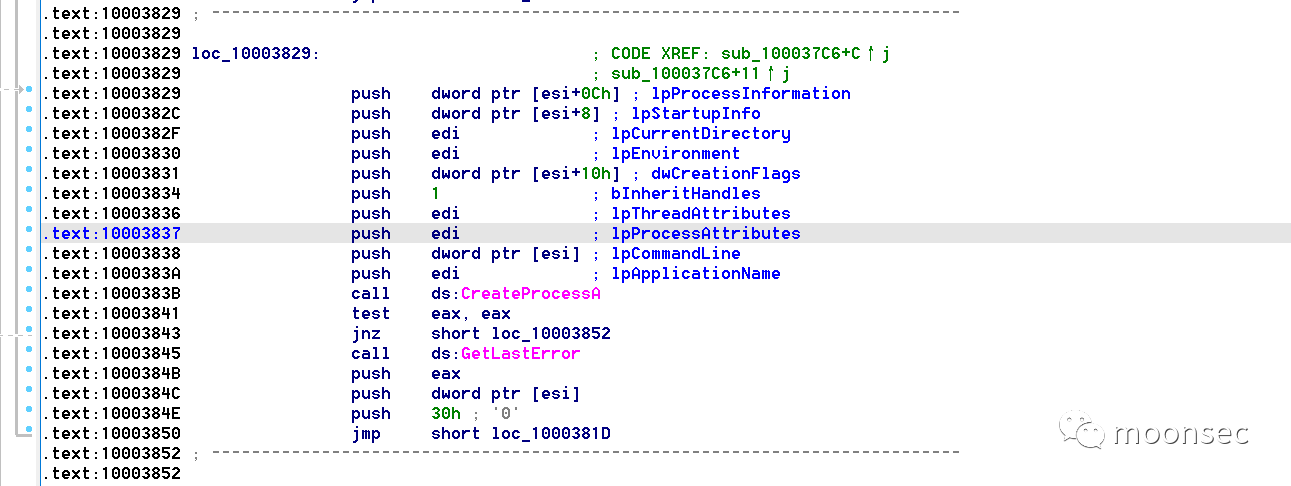 .text:10003829 ; ---------------------------------------------------------------------------
.text:10003829
.text:10003829 loc_10003829: ; CODE XREF: sub_100037C6+C↑j
.text:10003829 ; sub_100037C6+11↑j
.text:10003829 push dword ptr [esi+0Ch] ; lpProcessInformation
.text:1000382C push dword ptr [esi+8] ; lpStartupInfo
.text:1000382F push edi ; lpCurrentDirectory
.text:10003830 push edi ; lpEnvironment
.text:10003831 push dword ptr [esi+10h] ; dwCreationFlags
.text:10003834 push 1 ; bInheritHandles
.text:10003836 push edi ; lpThreadAttributes
.text:10003837 push edi ; lpProcessAttributes
.text:10003838 push dword ptr [esi] ; lpCommandLine
.text:1000383A push edi ; lpApplicationName
.text:1000383B call ds:CreateProcessA
.text:10003841 test eax, eax
.text:10003843 jnz short loc_10003852
.text:10003845 call ds:GetLastError
.text:1000384B push eax
.text:1000384C push dword ptr [esi]
.text:1000384E push 30h ; '0'
.text:10003850 jmp short loc_1000381D
.text:10003852 ; ---------------------------------------------------------------------------
.text:10003852
moonsec